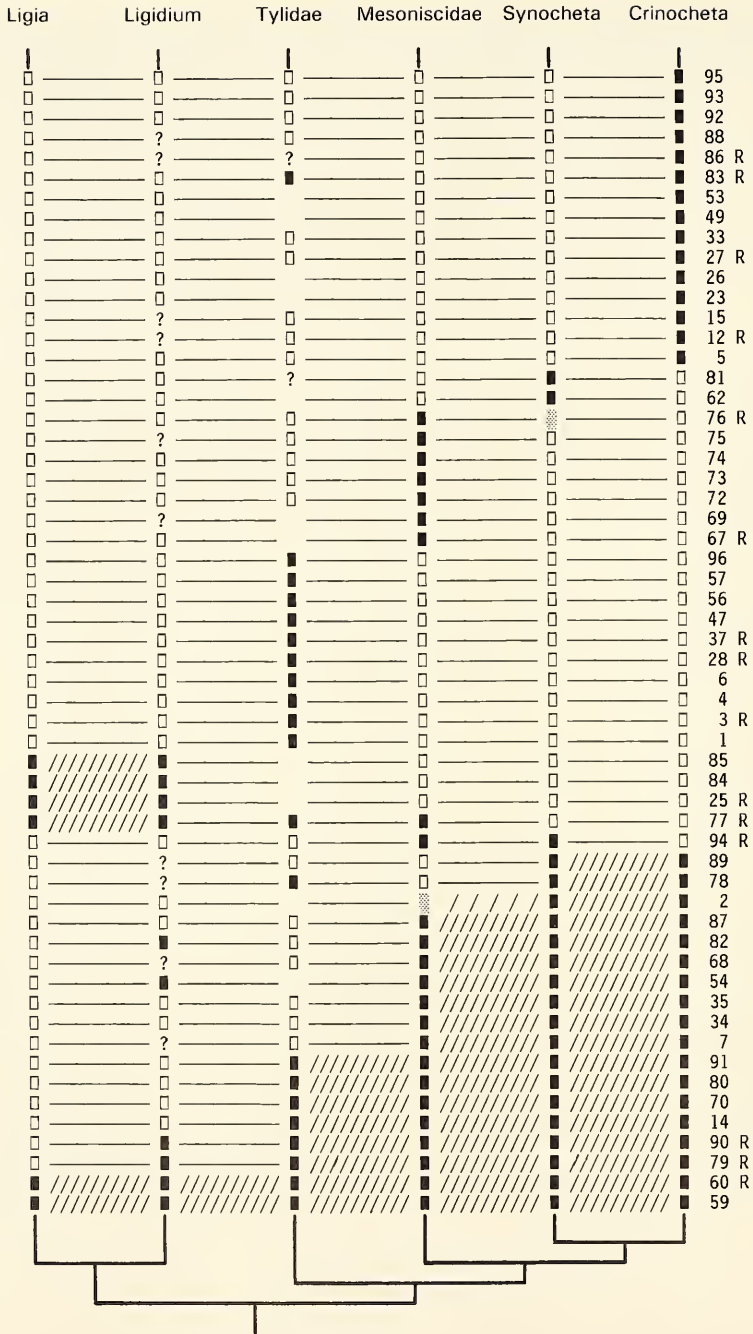 Ligia Ligidium Tylidae Mesoniscidae Synocheta Crinocheta
95
93
92
? 88
? ? 86 R
83 R
53
49
33
27 R
26
23
? 15
? 12 R
5
? 81
62
76 R
? 75
74
73
72
? 69
67 R
96
57
56
47
37 R
28 R
6
4
3 R
1
85
84
25 R
77 R
94 R
? 89
? 78
2
87
82
? 68
54
35
34
? 7
91
80
70
14
90 R
79 R
60 R
59